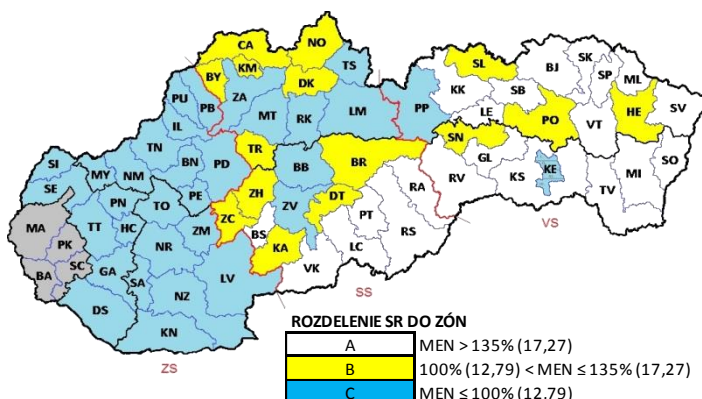 NO
CA
SK
TS
SL
BJ
KM
SP
BY
DK
ML
PU
PB
ZA
PP
KK
SB
HE
SV
MT
RK
LM
LE
PO
VT
IL
SN
TN
TR
BR
GL
SO
SI
BN
PD
BB
KE
MI
MY
NM
RV
KS
TV
SE
PE
ZH
RA
PN
TO
DT
ZV
ZC
PT
MA
TT
HC
ZM
BS
RS
PK
NR
KA
LC
VS
SC
GA
LV
VK
BA
SA
NZ
SS
DS
KN
ZS
ROZDELENIE SR DO ZÓN
A MEN > 135% (17,27)
B 100% (12,79) < MEN ≤ 135% (17,27)
C MEN ≤ 100% (12,79)